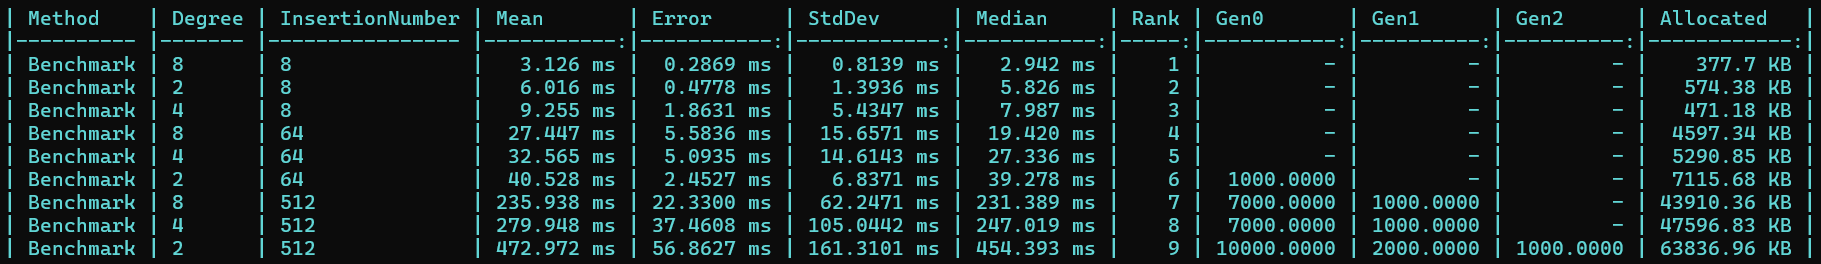 | Method     | Degree | InsertionNumber | Mean       | Error      | StdDev      | Median     | Rank | Gen0       | Gen1      | Gen2      | Allocated   |
|---------- |------- |---------------- |-----------:|-----------:|------------:|-----------:|-----:|-----------:|----------:|----------:|------------:|
| Benchmark | 8      | 8               |   3.126 ms |  0.2869 ms |   0.8139 ms |   2.942 ms |    1 |          - |         - |         - |    377.7 KB |
| Benchmark | 2      | 8               |   6.016 ms |  0.4778 ms |   1.3936 ms |   5.826 ms |    2 |          - |         - |         - |   574.38 KB |
| Benchmark | 4      | 8               |   9.255 ms |  1.8631 ms |   5.4347 ms |   7.987 ms |    3 |          - |         - |         - |   471.18 KB |
| Benchmark | 8      | 64              |  27.447 ms |  5.5836 ms |  15.6571 ms |  19.420 ms |    4 |          - |         - |         - |  4597.34 KB |
| Benchmark | 4      | 64              |  32.565 ms |  5.0935 ms |  14.6143 ms |  27.336 ms |    5 |          - |         - |         - |  5290.85 KB |
| Benchmark | 2      | 64              |  40.528 ms |  2.4527 ms |   6.8371 ms |  39.278 ms |    6 |  1000.0000 |         - |         - |  7115.68 KB |
| Benchmark | 8      | 512             | 235.938 ms | 22.3300 ms |  62.2471 ms | 231.389 ms |    7 |  7000.0000 | 1000.0000 |         - | 43910.36 KB |
| Benchmark | 4      | 512             | 279.948 ms | 37.4608 ms | 105.0442 ms | 247.019 ms |    8 |  7000.0000 | 1000.0000 |         - | 47596.83 KB |
| Benchmark | 2      | 512             | 472.972 ms | 56.8627 ms | 161.3101 ms | 454.393 ms |    9 | 10000.0000 | 2000.0000 | 1000.0000 | 63836.96 KB |